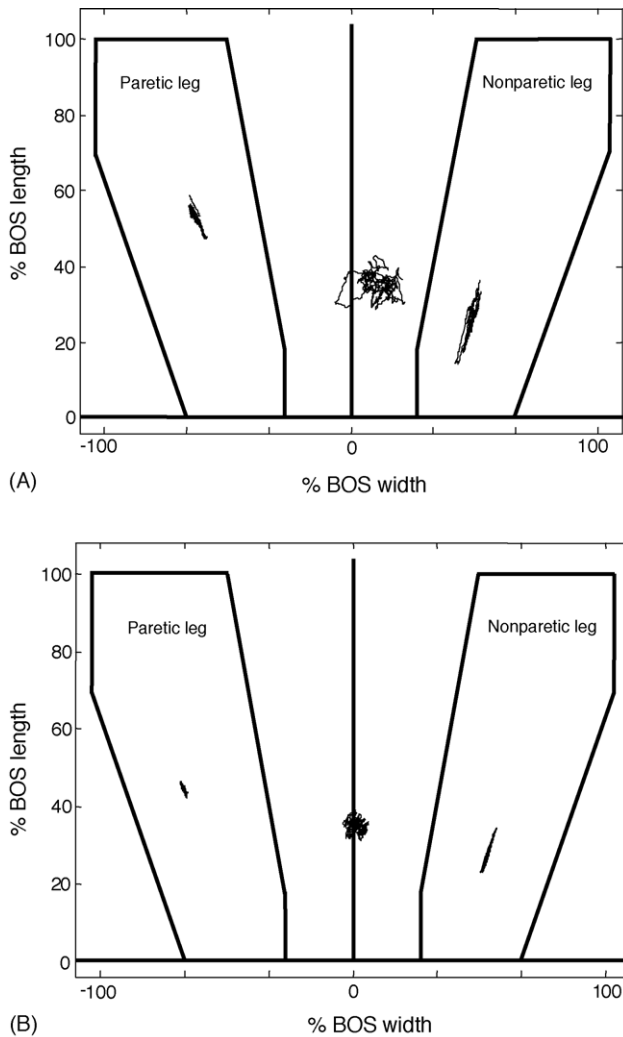 100
Paretic leg
Nonparetic leg
80
% BOS length
60
40
20
0
-100
0
100
(A)
% BOS width
100
Paretic leg
Nonparetic leg
80
% BOS length
60
40
20
0
-100
0
100
(B)
% BOS width